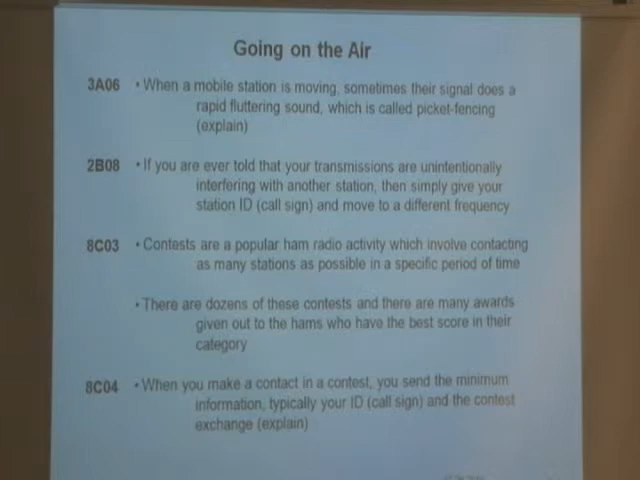 Going on the Air
3A06 • When a mobile station is moving, sometimes their signal does a
rapid fluttering sound, which is called picket-fencing
(explain)
2B08 • If you are ever told that your transmissions are unintentionally
interfering with another station, then simply give your
station ID (call sign) and move to a different frequency
8C03 • Contests are a popular ham radio activity which involve contacting
as many stations as possible in a specific period of time
• There are dozens of these contests and there are many awards
given out to the hams who have the best score in their
category
8C04 • When you make a contact in a contest, you send the minimum
information, typically your ID (call sign) and the contest
exchange (explain)